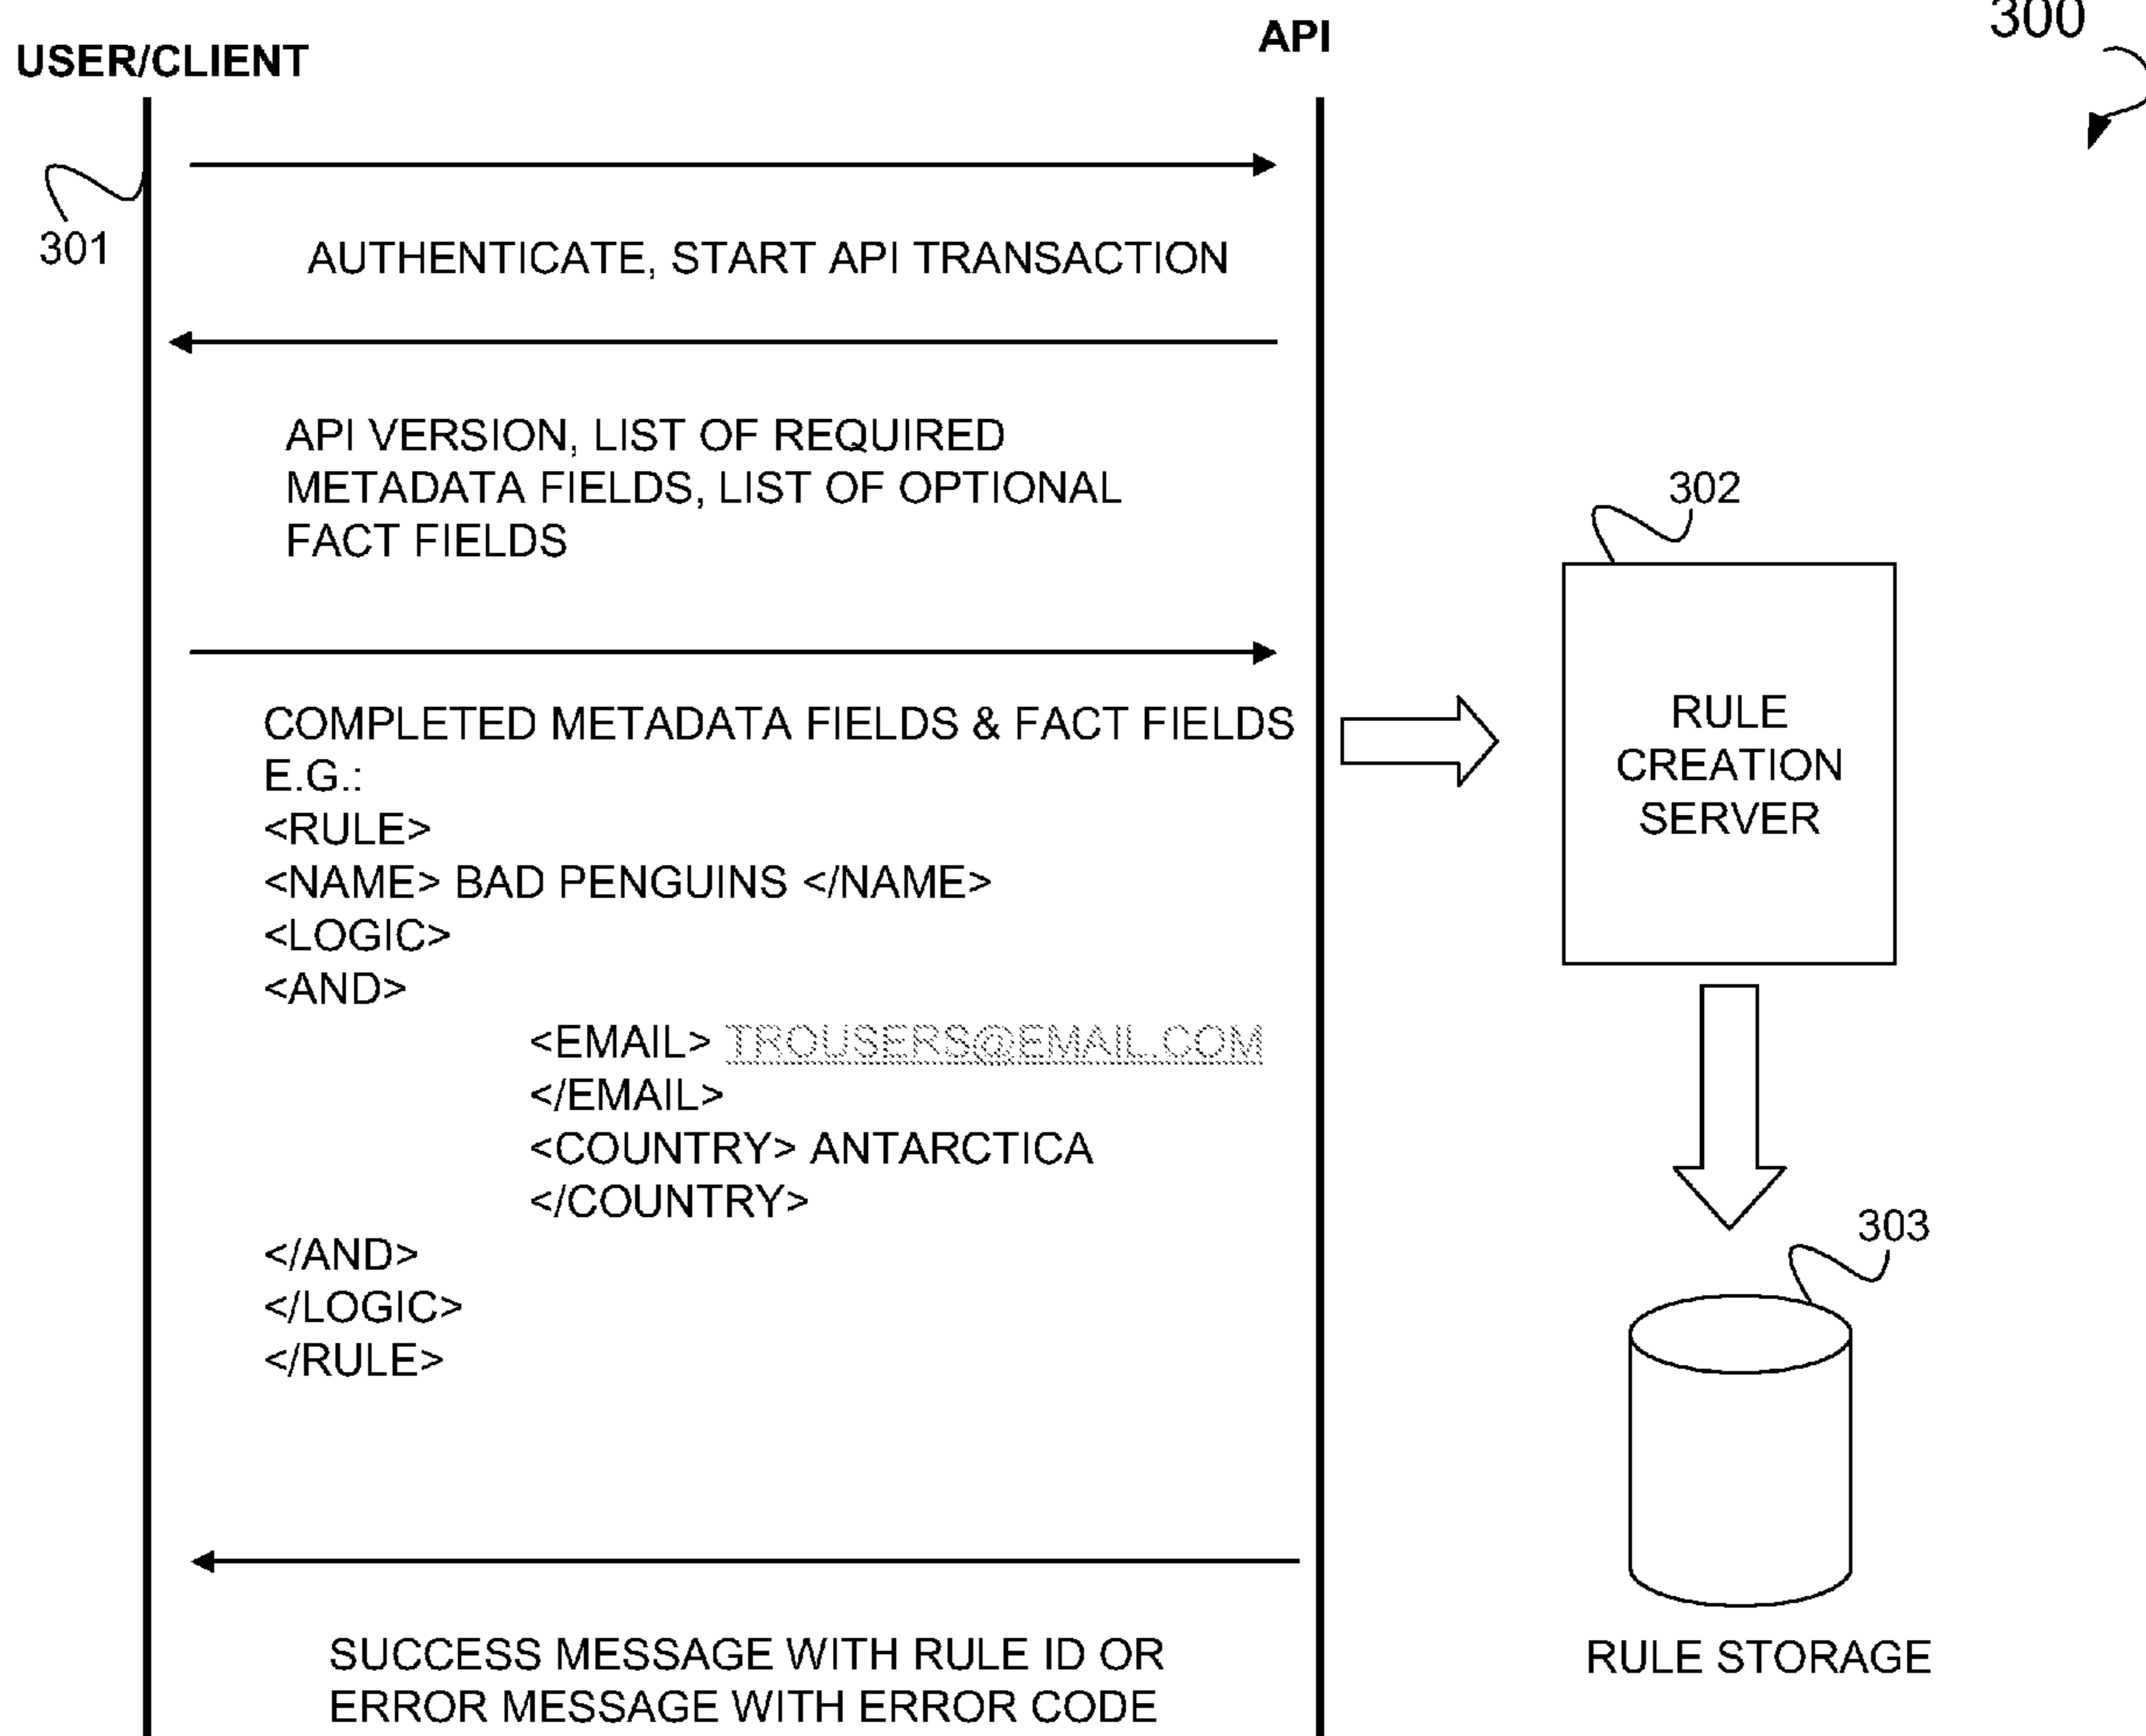 300
USER/CLIENT
API
301
AUTHENTICATE, START API TRANSACTION
API VERSION, LIST OF REQUIRED
METADATA FIELDS, LIST OF OPTIONAL
FACT FIELDS
302
COMPLETED METADATA FIELDS & FACT FIELDS
E.G.:
<RULE>
<NAME> BAD PENGUINS </NAME>
<LOGIC>
<AND>
<EMAIL> TROUSERS@EMAIL.COM
</EMAIL>
<COUNTRY> ANTARCTICA
</COUNTRY>
</AND>
</LOGIC>
</RULE>
RULE
CREATION
SERVER
303
RULE STORAGE
SUCCESS MESSAGE WITH RULE ID OR
ERROR MESSAGE WITH ERROR CODE